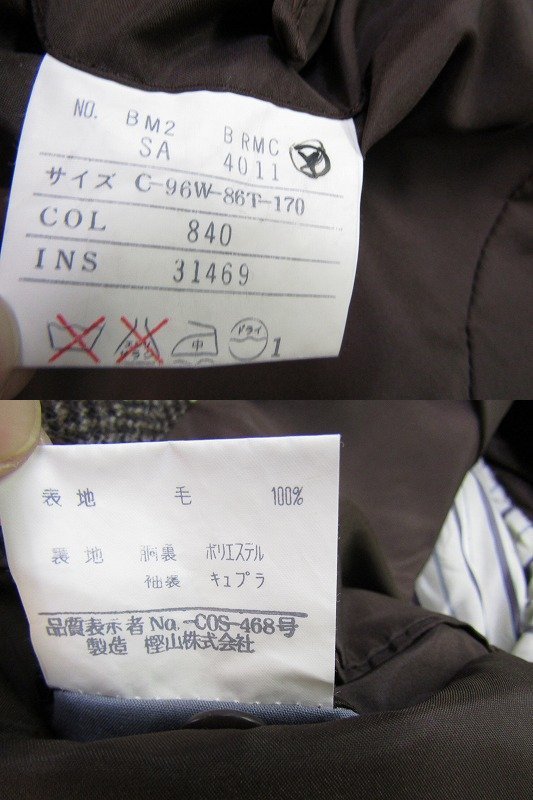 NO. BM2 BRMC
SA 4011
サイズ C-96W-86T-170
COL 840
INS 31469
中 ドライ 1
表地 毛 100%
裏地 胴裏 ポリエステル
袖裏 キュプラ
品質表示者No. COS-468号
製造 樫山株式会社